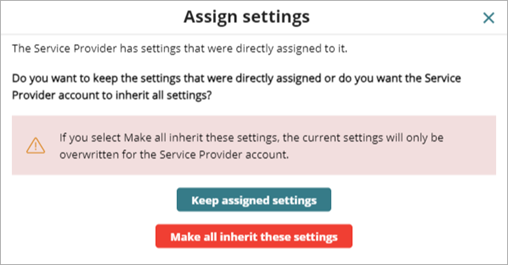 Assign settings
The Service Provider has settings that were directly assigned to it.
Do you want to keep the settings that were directly assigned or do you want the Service
Provider account to inherit all settings?
If you select Make all inherit these settings, the current settings will only be
overwritten for the Service Provider account.
Keep assigned settings
Make all inherit these settings